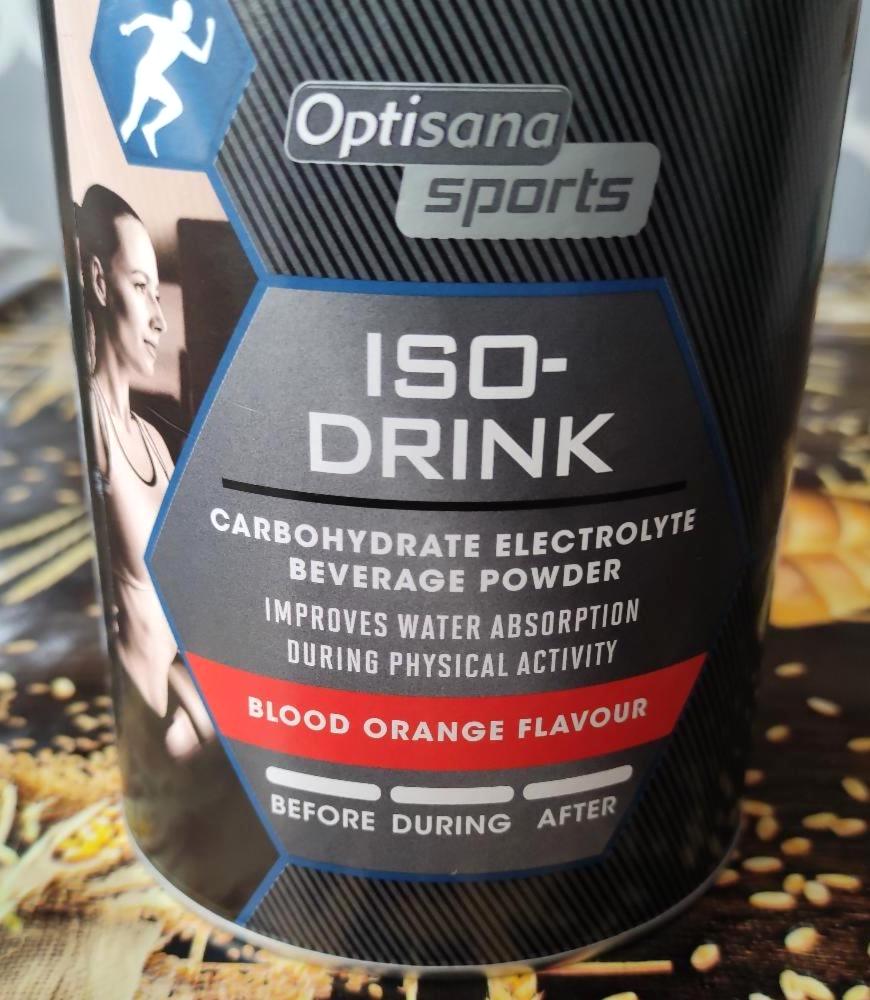 Optisana
sports
ISO-
DRINK
CARBOHYDRATE ELECTROLYTE
BEVERAGE POWDER
IMPROVES WATER ABSORPTION
DURING PHYSICAL ACTIVITY
BLOOD ORANGE FLAVOUR
BEFORE DURING AFTER